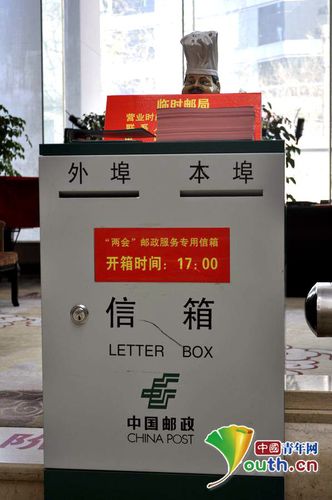 临时邮局
营业时间
外埠 本埠
“两会”邮政服务专用信箱
开箱时间：17:00
信 箱
LETTER BOX
中国邮政
CHINA POST
中国青年网
Youth.cn